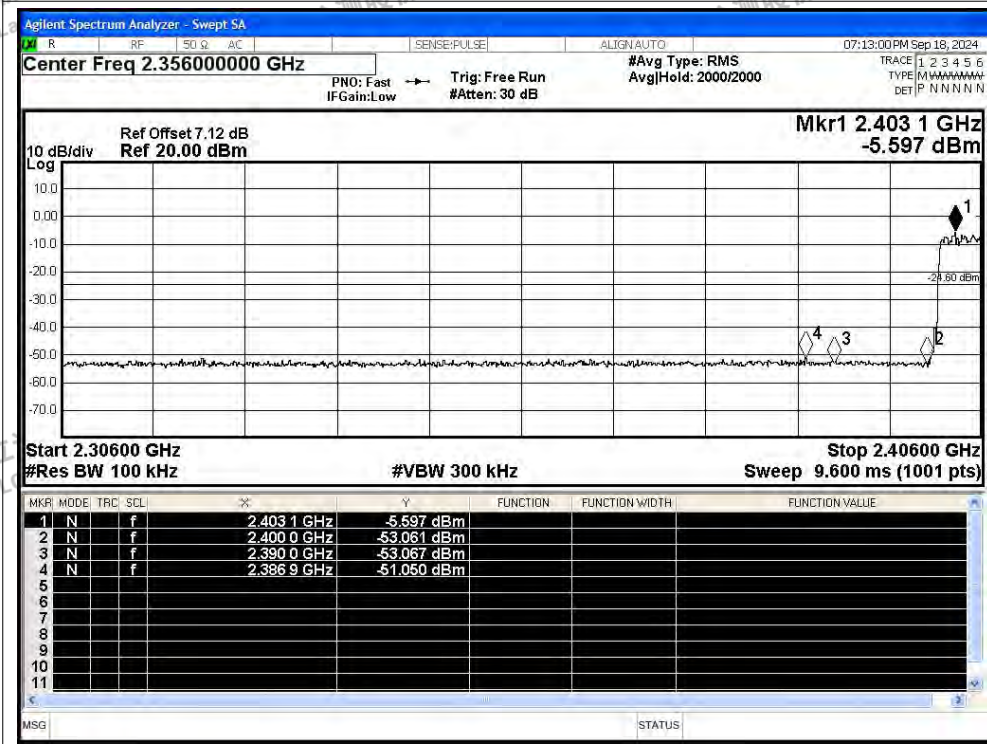 Agilent Spectrum Analyzer - Swept SA
LXI R RF 50 Ω AC SENSE:PULSE ALIGN AUTO 07:13:00 PM Sep 18, 2024
Center Freq 2.356000000 GHz #Avg Type: RMS TRACE 1 2 3 4 5 6
PNO: Fast Trig: Free Run Avg|Hold: 2000/2000 TYPE M WWWWW
IFGain:Low #Atten: 30 dB DET P N N N N N
Mkr1 2.403 1 GHz
Ref Offset 7.12 dB
10 dB/div Ref 20.00 dBm -5.597 dBm
Log
10.0
0.00
1
-10.0
-20.0
-24.60 dBm
-30.0
-40.0
4 3 2
-50.0
-60.0
-70.0
Start 2.30600 GHz Stop 2.40600 GHz
#Res BW 100 kHz #VBW 300 kHz Sweep 9.600 ms (1001 pts)
MKR MODE TRC SCL X Y FUNCTION FUNCTION WIDTH FUNCTION VALUE
1 N f 2.403 1 GHz -5.597 dBm
2 N f 2.400 0 GHz -53.061 dBm
3 N f 2.390 0 GHz -53.067 dBm
4 N f 2.386 9 GHz -51.050 dBm
5
6
7
8
9
10
11
MSG STATUS